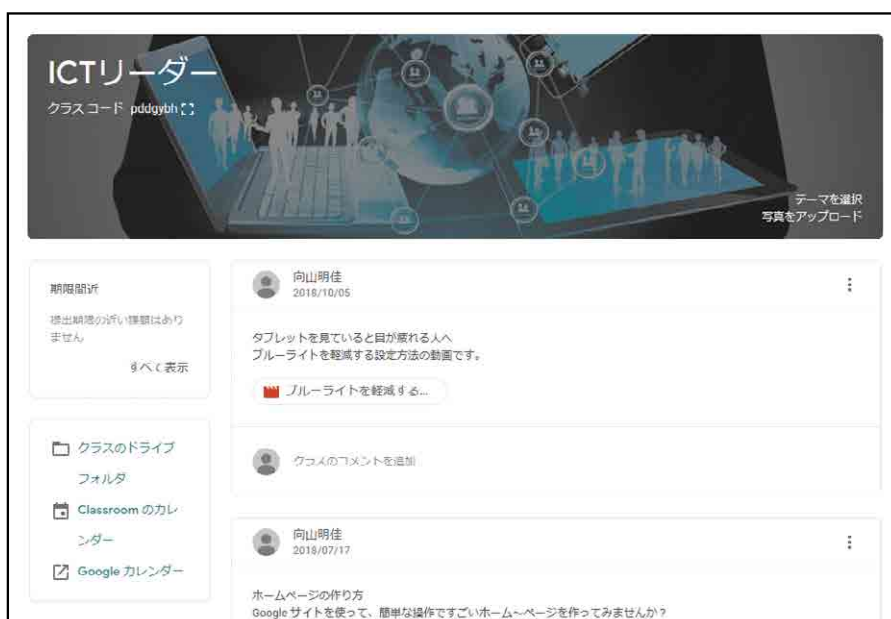 ICTリーダー
クラス コード pddgybh
テーマを選択
写真をアップロード
期限間近
提出期限の近い課題はあり
ません
すべて表示
クラスのドライブ
フォルダ
Classroom のカレ
ンダー
Google カレンダー
向山明佳
2018/10/05
タブレットを見ていると目が疲れる人へ
ブルーライトを軽減する設定方法の動画です。
ブルーライトを軽減する...
クラスのコメントを追加
向山明佳
2018/07/17
ホームページの作り方
Google サイトを使って、簡単な操作ですごいホームページを作ってみませんか？